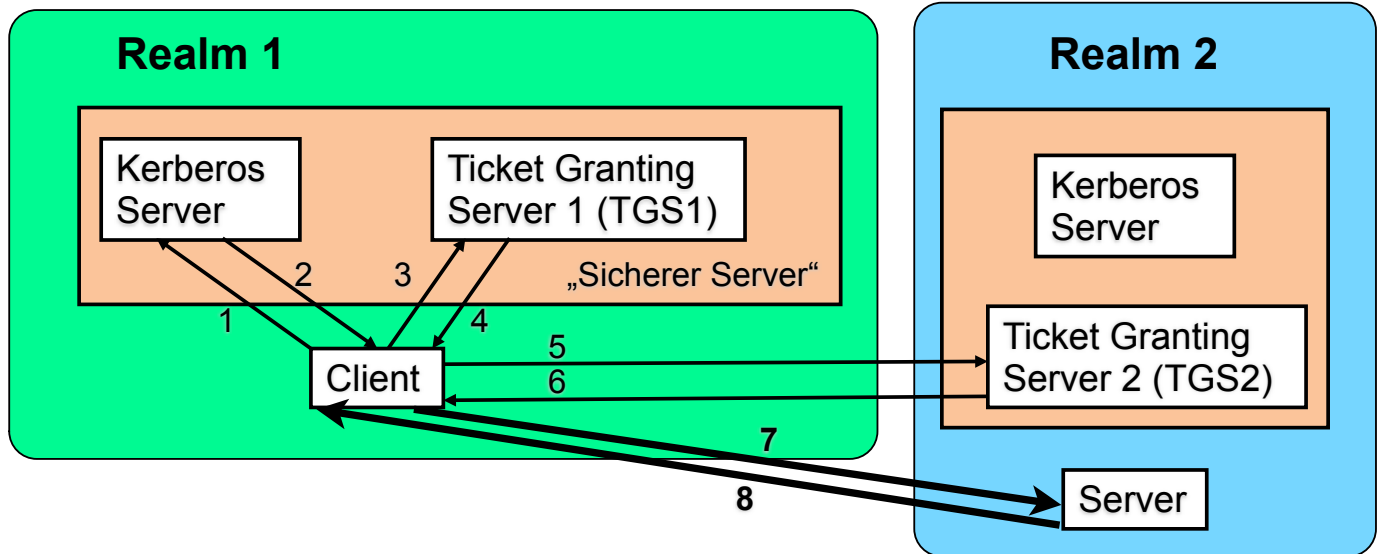 Realm 1
Kerberos
Server
Ticket Granting
Server 1 (TGS1)
„Sicherer Server“
1
2
3
4
Client
5
6
7
8
Realm 2
Kerberos
Server
Ticket Granting
Server 2 (TGS2)
Server